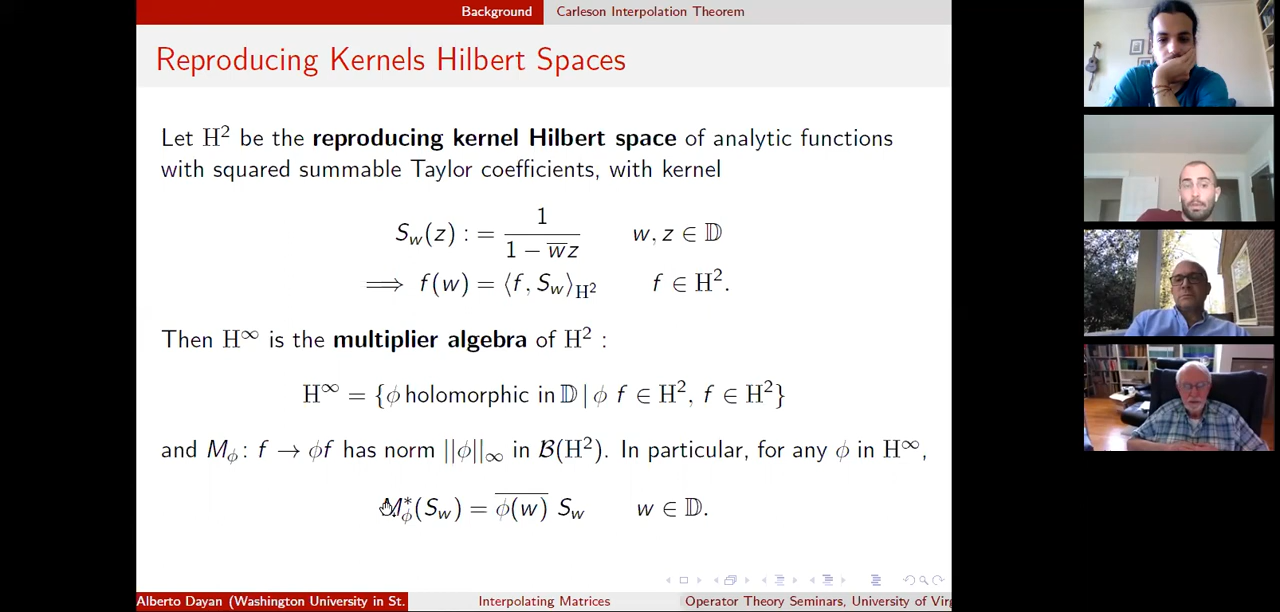 Background Carleson Interpolation Theorem
Reproducing Kernels Hilbert Spaces
Let H² be the reproducing kernel Hilbert space of analytic functions
with squared summable Taylor coefficients, with kernel
S_w(z) := 1/(1 − w̅z) w, z ∈ 𝔻
⟹ f(w) = ⟨f, S_w⟩_H² f ∈ H².
Then H^∞ is the multiplier algebra of H² :
H^∞ = {ϕ holomorphic in 𝔻 | ϕ f ∈ H², f ∈ H²}
and M_ϕ : f → ϕf has norm ||ϕ||_∞ in ℬ(H²). In particular, for any ϕ in H^∞,
M*_ϕ(S_w) = \overline{ϕ(w)} S_w w ∈ 𝔻.
Alberto Dayan (Washington University in St. Interpolating Matrices Operator Theory Seminars, University of Virg